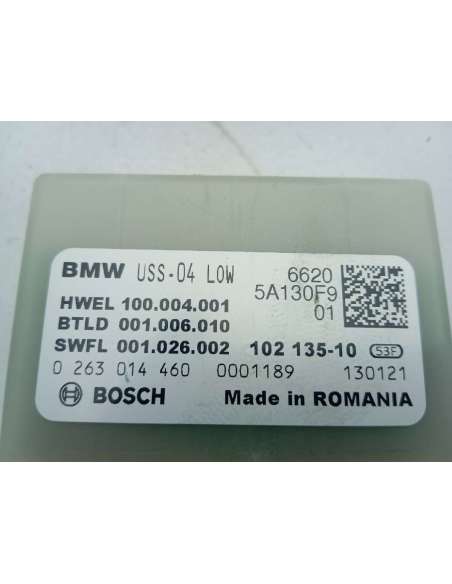 BMW USS-04 LOW 6620
5A130F9
HWEL 100.004.001 01
BTLD 001.006.010
SWFL 001.026.002 102 135-10 S3F
0 263 014 460 0001189 130121
BOSCH Made in ROMANIA